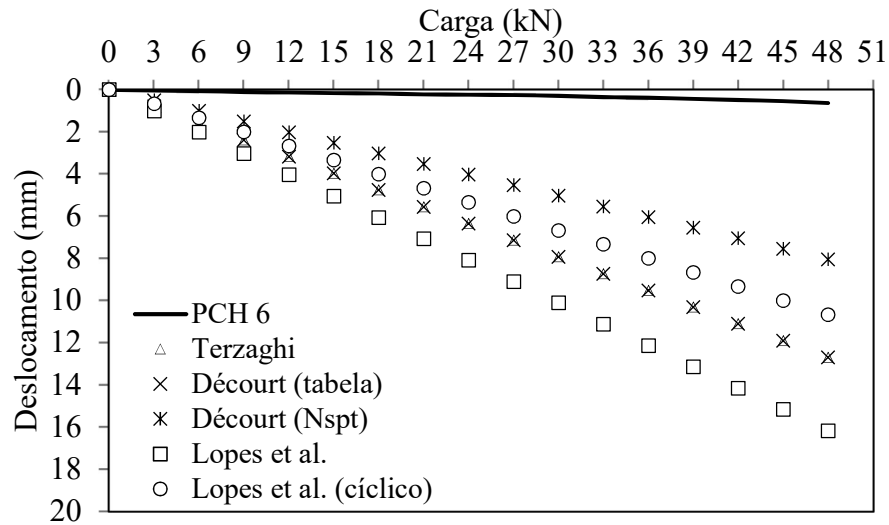 Carga (kN)
0 3 6 9 12 15 18 21 24 27 30 33 36 39 42 45 48 51
0
2
4
6
8
10
12
14
16
18
20
Deslocamento (mm)
PCH 6
Terzaghi
Décourt (tabela)
Décourt (Nspt)
Lopes et al.
Lopes et al. (cíclico)